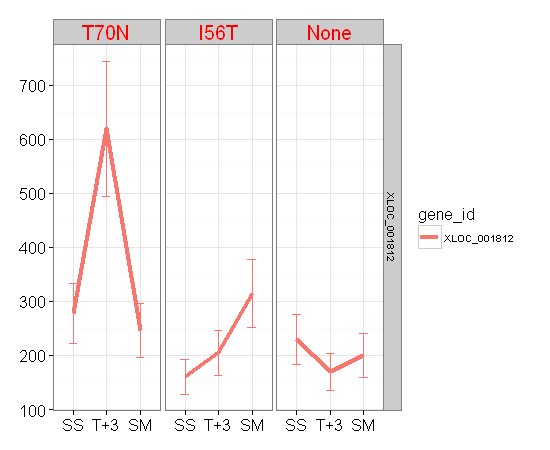 T70N I56T None
700
600
500
400
300
200
100
XLOC_001812
gene_id
XLOC_001812
SS T+3 SM SS T+3 SM SS T+3 SM